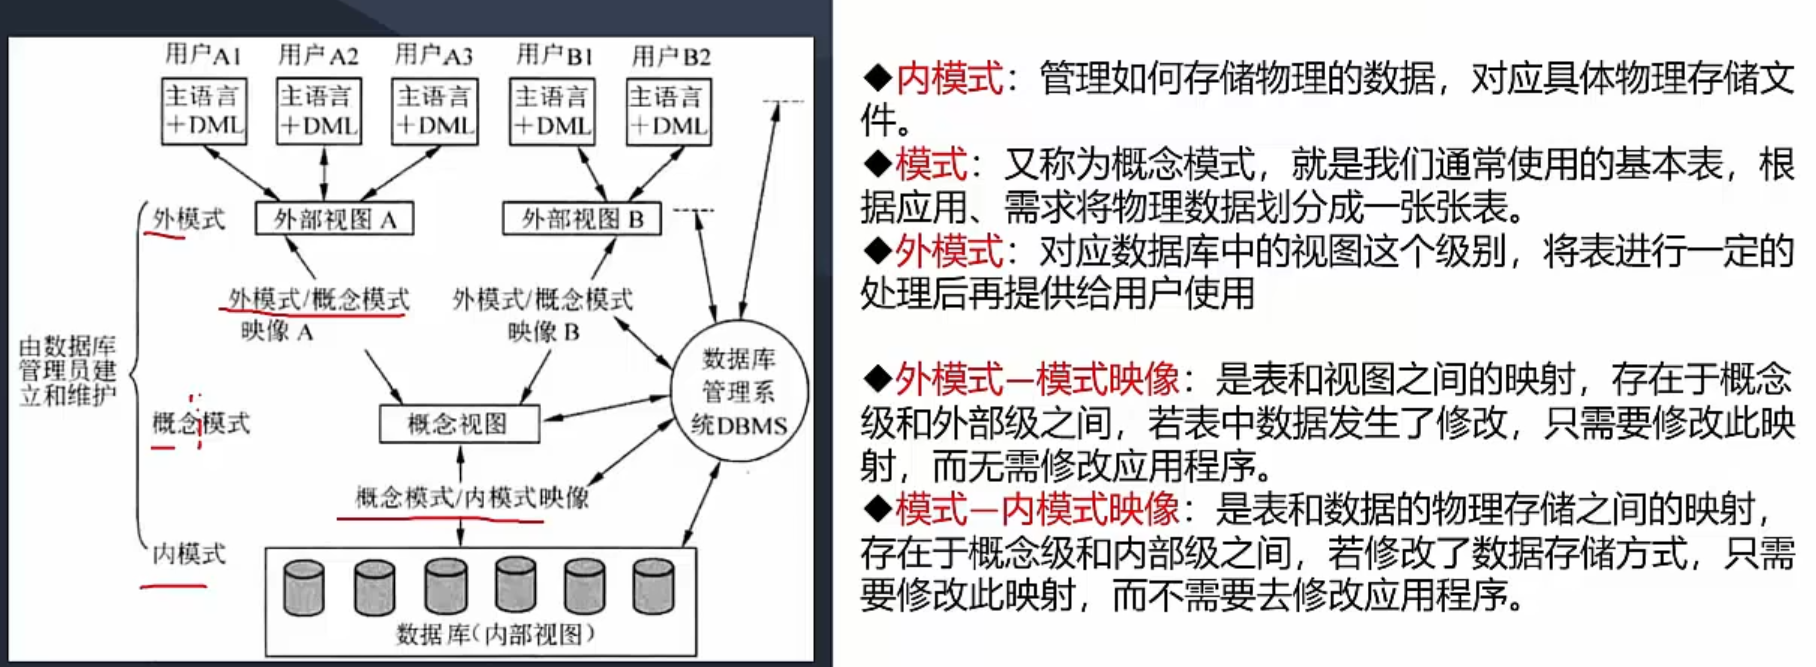 用户A1 用户A2 用户A3 用户B1 用户B2
主语言 主语言 主语言 主语言 主语言
+DML +DML +DML +DML +DML
外模式 外部视图 A 外部视图 B
外模式/概念模式 外模式/概念模式
映像 A 映像 B
由数据库
管理员建
立和维护
数据库
管理系
统DBMS
概念模式 概念视图
概念模式/内模式映像
内模式
数据库(内部视图)
◆内模式：管理如何存储物理的数据，对应具体物理存储文
件。
◆模式：又称为概念模式，就是我们通常使用的基本表，根
据应用、需求将物理数据划分成一张张表。
◆外模式：对应数据库中的视图这个级别，将表进行一定的
处理后再提供给用户使用
◆外模式—模式映像：是表和视图之间的映射，存在于概念
级和外部级之间，若表中数据发生了修改，只需要修改此映
射，而无需修改应用程序。
◆模式—内模式映像：是表和数据的物理存储之间的映射，
存在于概念级和内部级之间，若修改了数据存储方式，只需
要修改此映射，而不需要去修改应用程序。